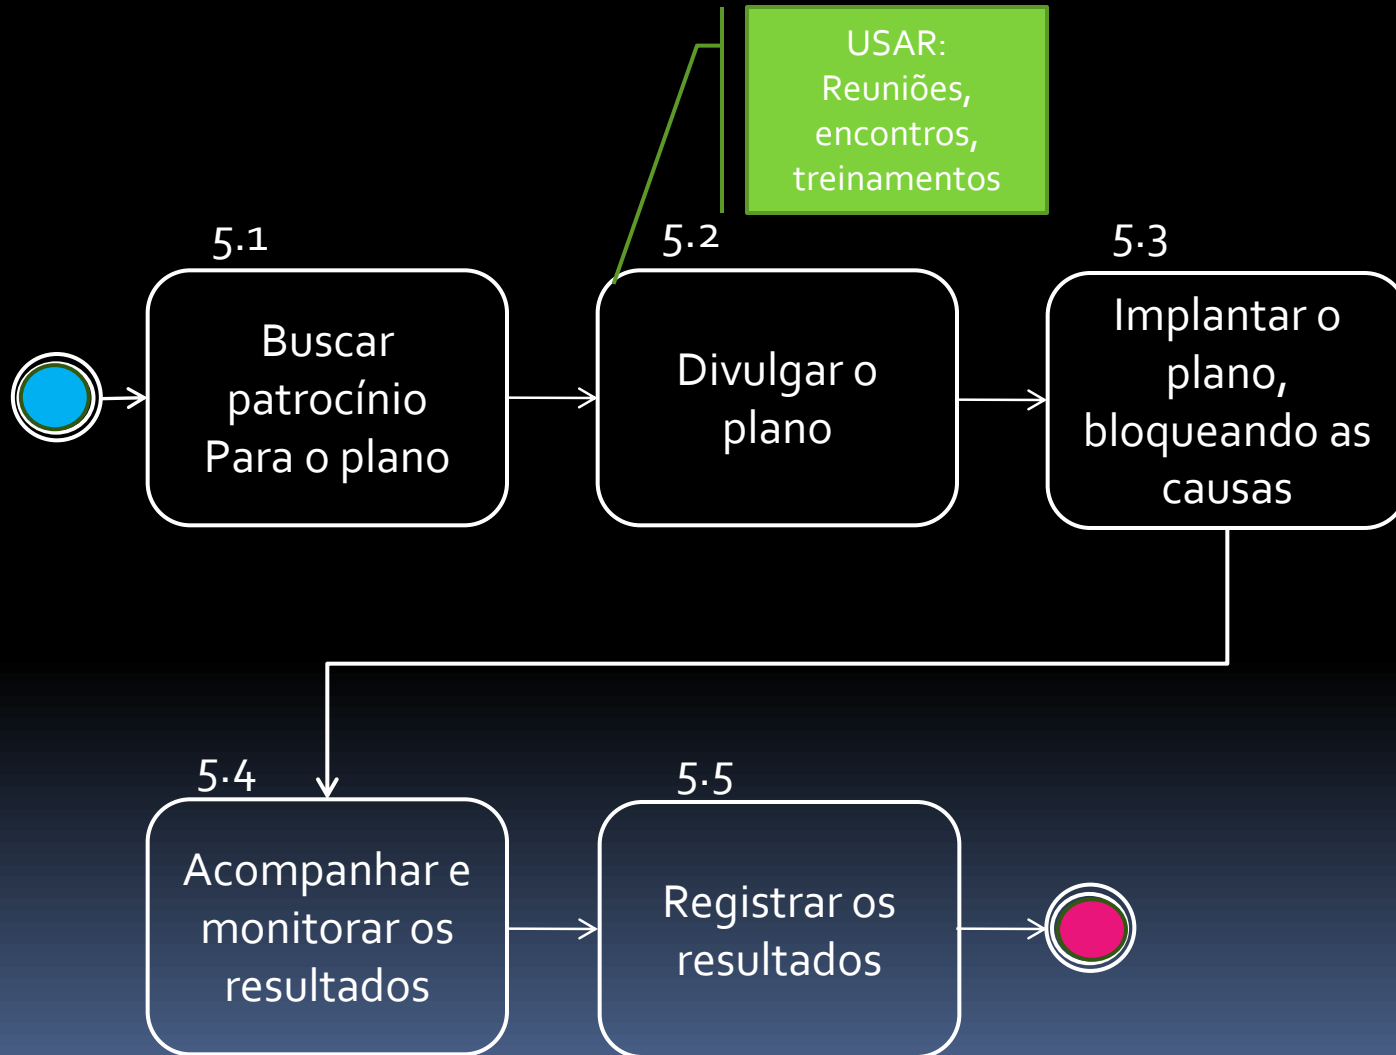 USAR:
Reuniões,
encontros,
treinamentos
5.1
Buscar
patrocínio
Para o plano
5.2
Divulgar o
plano
5.3
Implantar o
plano,
bloqueando as
causas
5.4
Acompanhar e
monitorar os
resultados
5.5
Registrar os
resultados